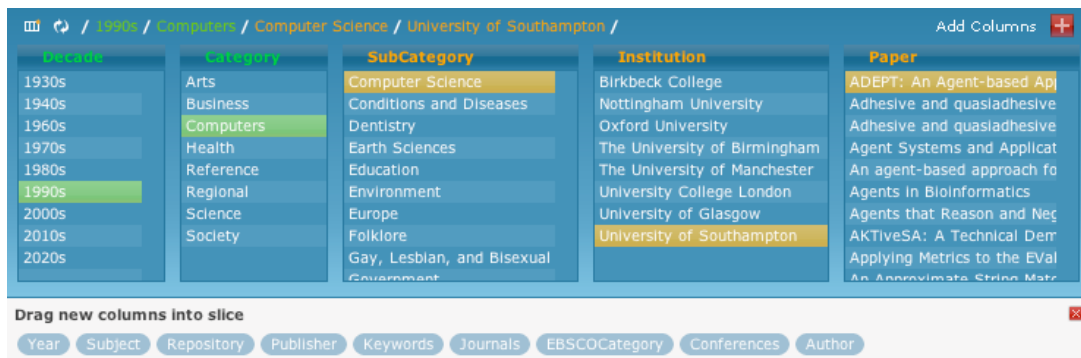 / 1990s / Computers / Computer Science / University of Southampton /
Add Columns
Decade
1930s
1940s
1960s
1970s
1980s
1990s
2000s
2010s
2020s
Category
Arts
Business
Computers
Health
Reference
Regional
Science
Society
SubCategory
Computer Science
Conditions and Diseases
Dentistry
Earth Sciences
Education
Environment
Europe
Folklore
Gay, Lesbian, and Bisexual
Government
Institution
Birkbeck College
Nottingham University
Oxford University
The University of Birmingham
The University of Manchester
University College London
University of Glasgow
University of Southampton
Paper
ADEPT: An Agent-based App
Adhesive and quasiadhesive
Adhesive and quasiadhesive
Agent Systems and Applicat
An agent-based approach fo
Agents in Bioinformatics
Agents that Reason and Neg
AKTiveSA: A Technical Dem
Applying Metrics to the EVal
An Approximate String Matc
Drag new columns into slice
Year Subject Repository Publisher Keywords Journals EBSCOCategory Conferences Author